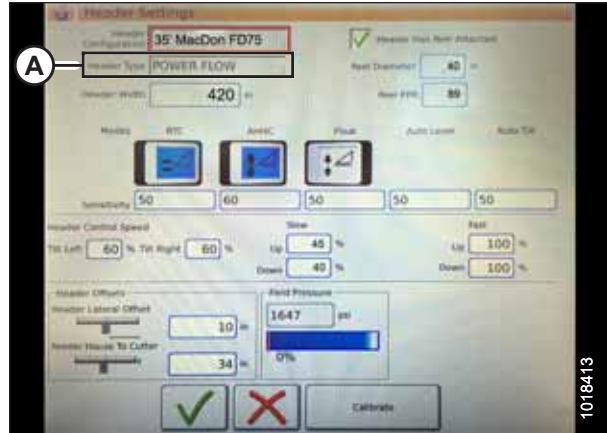 Header Settings
Header Configuration 35' MacDon FD75
Header Has Reel Attached
A
Header Type POWER FLOW
Reel Diameter 40 in
Header Width 420 in
Reel PPR 89
Modes RTC AHHC Float Auto Level Auto Tilt
Sensitivity 50 60 50 50 50
Header Control Speed
Slow Fast
Tilt Left 60 % Tilt Right 60 % Up 45 % Up 100 %
Down 40 % Down 100 %
Header Offsets Field Pressure
Header Lateral Offset
1647 psi
10 in
Feeder House To Cutter
0%
34 in
Calibrate
1018413